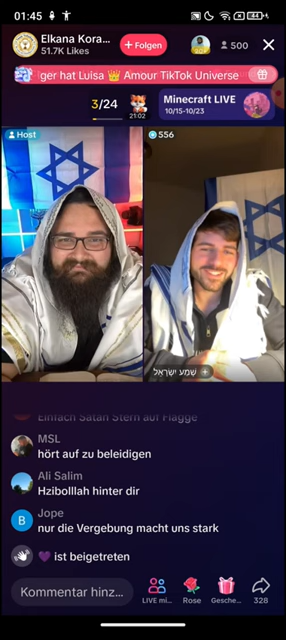 01:45
44
Elkana Kora...
51.7K Likes
+ Folgen
500
ger hat Luisa 👑 Amour TikTok Universe
3/24
21:02
Minecraft LIVE
10/15-10/23
Host
556
שְׁמַע יִשְׂרָאֵל +
Einfach Satan Stern auf Flagge
MSL
hört auf zu beleidigen
Ali Salim
Hzibolllah hinter dir
B
Jope
nur die Vergebung macht uns stark
💜 ist beigetreten
Kommentar hinz...
LIVE mi...
Rose
Gesche...
328